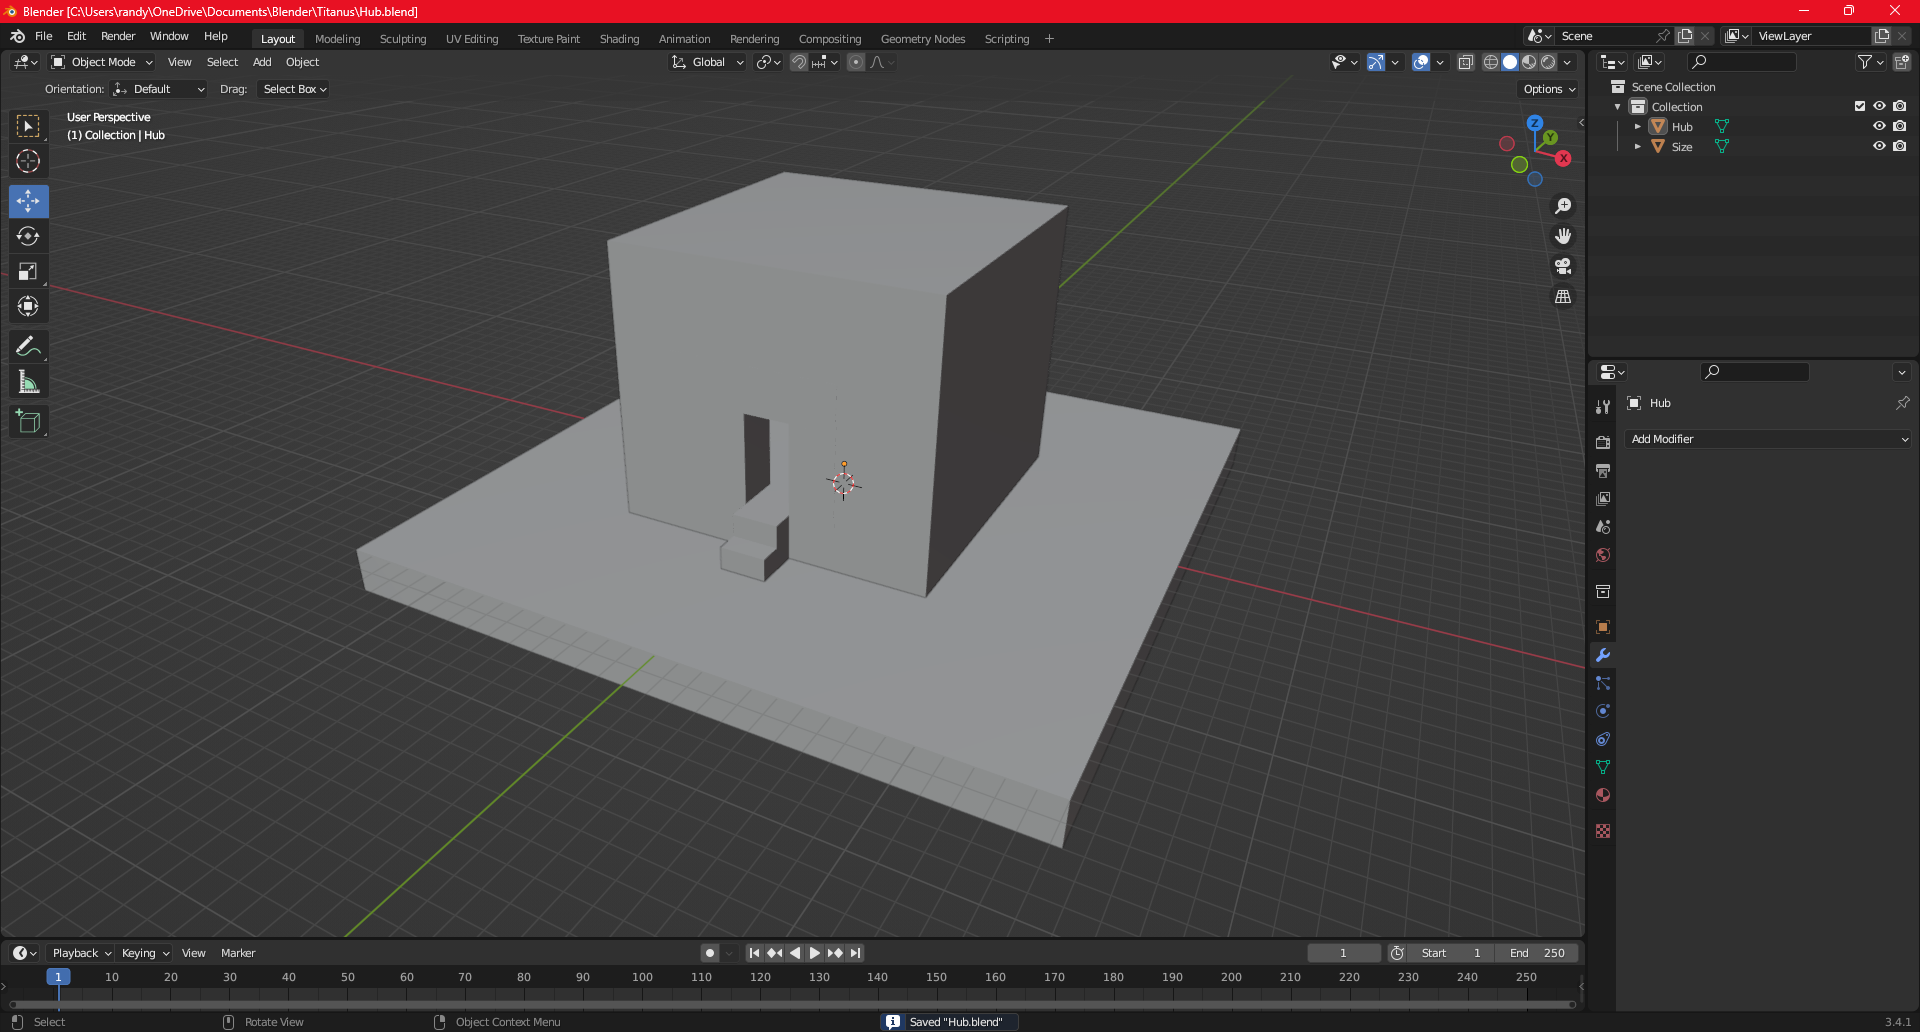 Blender [C:\Users\randy\OneDrive\Documents\Blender\Titanus\Hub.blend]
File Edit Render Window Help Layout Modeling Sculpting UV Editing Texture Paint Shading Animation Rendering Compositing Geometry Nodes Scripting + Scene ViewLayer
Object Mode View Select Add Object Global
Orientation: Default Drag: Select Box Options
User Perspective
(1) Collection | Hub
Z
Y
X
Scene Collection
Collection
Hub
Size
Hub
Add Modifier
Playback Keying View Marker 1 Start 1 End 250
1 10 20 30 40 50 60 70 80 90 100 110 120 130 140 150 160 170 180 190 200 210 220 230 240 250
Select Rotate View Object Context Menu Saved "Hub.blend" 3.4.1